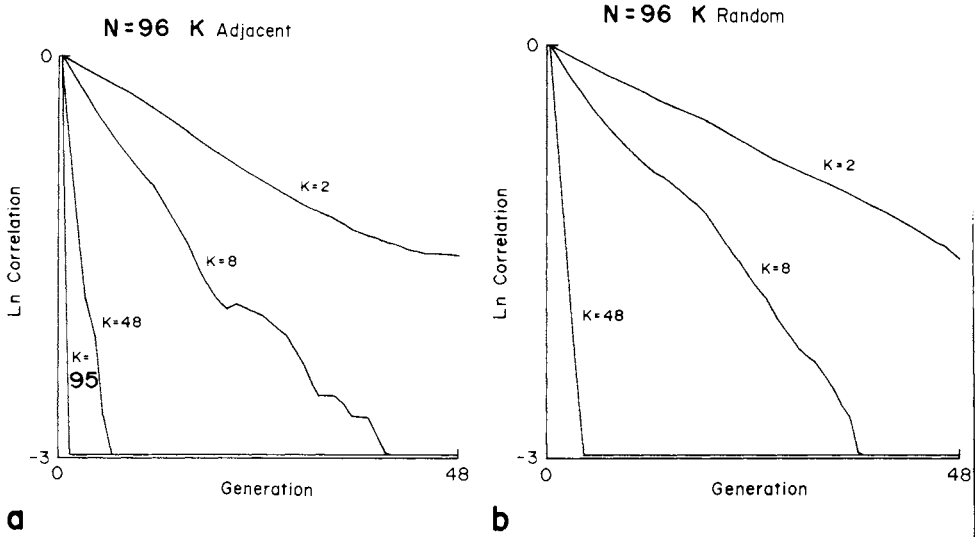 N=96 K Adjacent
0
Ln Correlation
K=2
K=8
K=48
K=
95
-3
0
48
Generation
a
N=96 K Random
0
Ln Correlation
K=2
K=8
K=48
-3
0
48
Generation
b